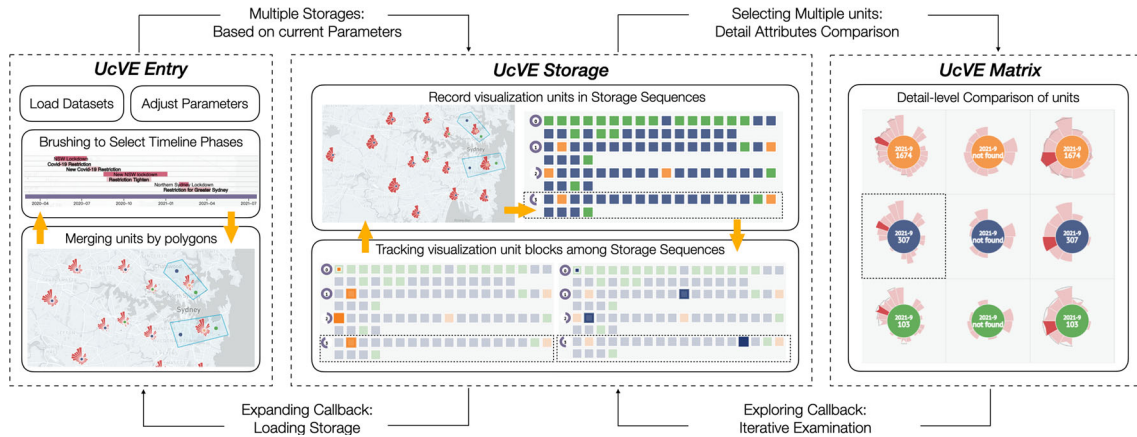 Multiple Storages:
Based on current Parameters
Selecting Multiple units:
Detail Attributes Comparison
UcVE Entry
Load Datasets
Adjust Parameters
Brushing to Select Timeline Phases
NSW Lockdown
Covid-19 Restriction
New Covid-19 Restriction
New NSW lockdown
Restriction Tighten
Northern Sydney Lockdown
Restriction for Greater Sydney
2020-04
2020-07
2020-10
2021-01
2021-04
2021-07
Merging units by polygons
Sydney
UcVE Storage
Record visualization units in Storage Sequences
Tracking visualization unit blocks among Storage Sequences
UcVE Matrix
Detail-level Comparison of units
2021-9
1674
2021-9
not found
2021-9
1674
2021-9
307
2021-9
not found
2021-9
307
2021-9
103
2021-9
not found
2021-9
103
Expanding Callback:
Loading Storage
Exploring Callback:
Iterative Examination